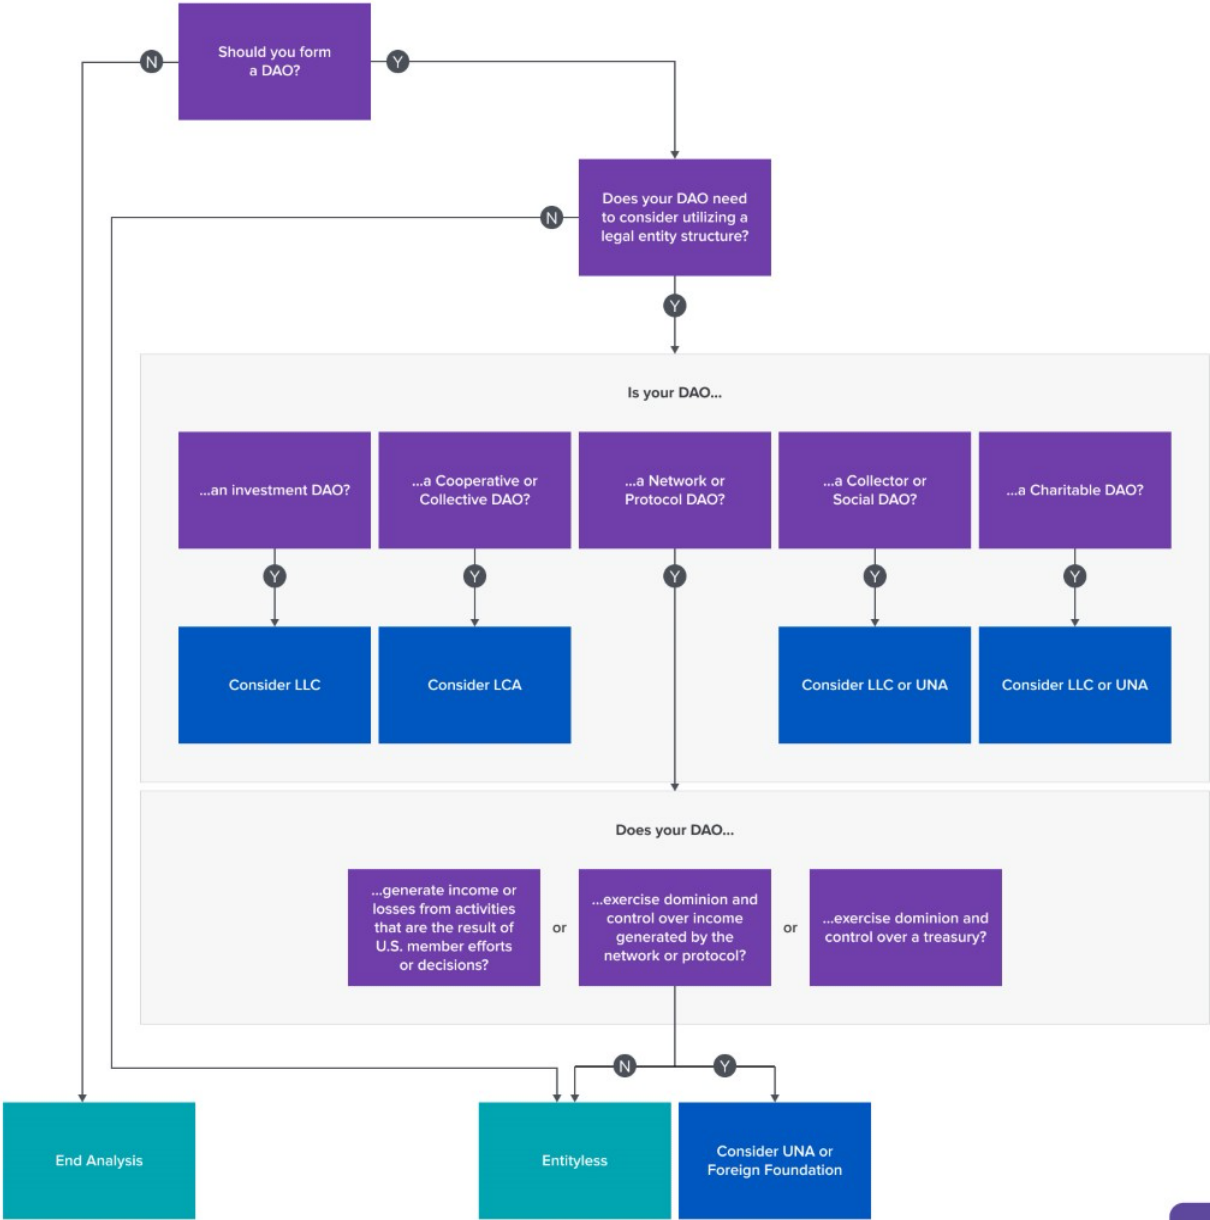 Should you form
a DAO?
N
Y
Does your DAO need
to consider utilizing a
legal entity structure?
N
Y
Is your DAO...
...an investment DAO?
...a Cooperative or
Collective DAO?
...a Network or
Protocol DAO?
...a Collector or
Social DAO?
...a Charitable DAO?
Y
Y
Y
Y
Y
Consider LLC
Consider LCA
Consider LLC or UNA
Consider LLC or UNA
Does your DAO...
...generate income or
losses from activities
that are the result of
U.S. member efforts
or decisions?
or
...exercise dominion and
control over income
generated by the
network or protocol?
or
...exercise dominion and
control over a treasury?
N
Y
End Analysis
Entityless
Consider UNA or
Foreign Foundation